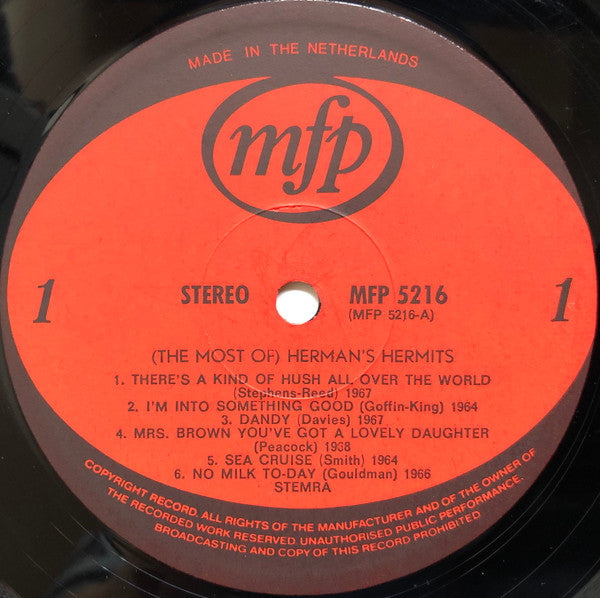 MADE IN THE NETHERLANDS
mfp
1
1
STEREO
MFP 5216
(MFP 5216-A)
(THE MOST OF) HERMAN'S HERMITS
1. THERE'S A KIND OF HUSH ALL OVER THE WORLD
(Stephens-Reed) 1967
2. I'M INTO SOMETHING GOOD (Goffin-King) 1964
3. DANDY (Davies) 1967
4. MRS. BROWN YOU'VE GOT A LOVELY DAUGHTER
(Peacock) 1938
5. SEA CRUISE (Smith) 1964
6. NO MILK TO-DAY (Gouldman) 1966
STEMRA
COPYRIGHT RECORD. ALL RIGHTS OF THE MANUFACTURER AND OF THE OWNER OF
THE RECORDED WORK RESERVED. UNAUTHORISED PUBLIC PERFORMANCE.
BROADCASTING AND COPY OF THIS RECORD PROHIBITED